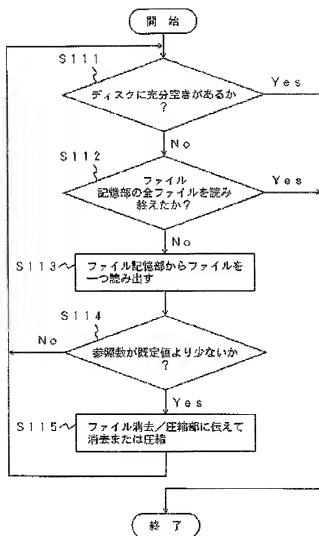 開 始
S111
ディスクに充分空きがあるか
?
Yes
No
S112
ファイル
記憶部の全ファイルを読み
終えたか?
Yes
No
S113
ファイル記憶部からファイルを
一つ読み出す
S114
No
参照数が既定値より少ないか
?
Yes
S115
ファイル消去/圧縮部に伝えて
消去または圧縮
終 了